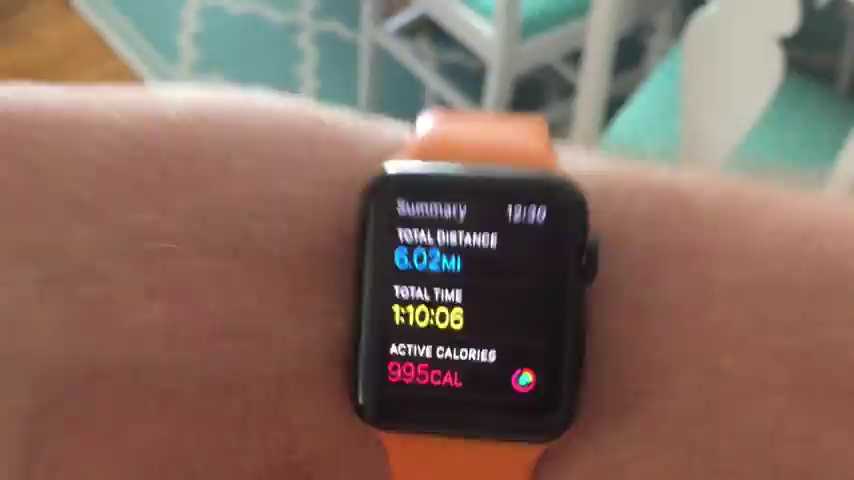 Summary 12:30
TOTAL DISTANCE
6.02MI
TOTAL TIME
1:10:06
ACTIVE CALORIES
995CAL